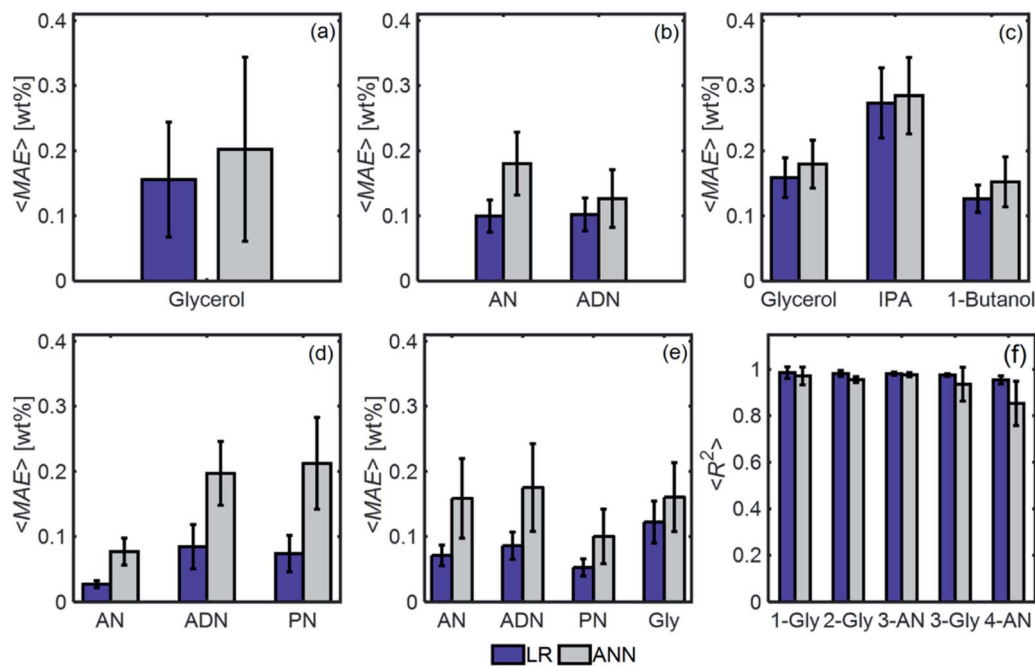 (a)
0.4
0.3
0.2
0.1
0
<MAE> [wt%]
Glycerol
(b)
0.4
0.3
0.2
0.1
0
<MAE> [wt%]
AN ADN
(c)
0.4
0.3
0.2
0.1
0
<MAE> [wt%]
Glycerol IPA 1-Butanol
(d)
0.4
0.3
0.2
0.1
0
<MAE> [wt%]
AN ADN PN
(e)
0.4
0.3
0.2
0.1
0
<MAE> [wt%]
AN ADN PN Gly
(f)
1
0.8
0.6
0.4
0.2
0
<R²>
1-Gly 2-Gly 3-AN 3-Gly 4-AN
LR ANN